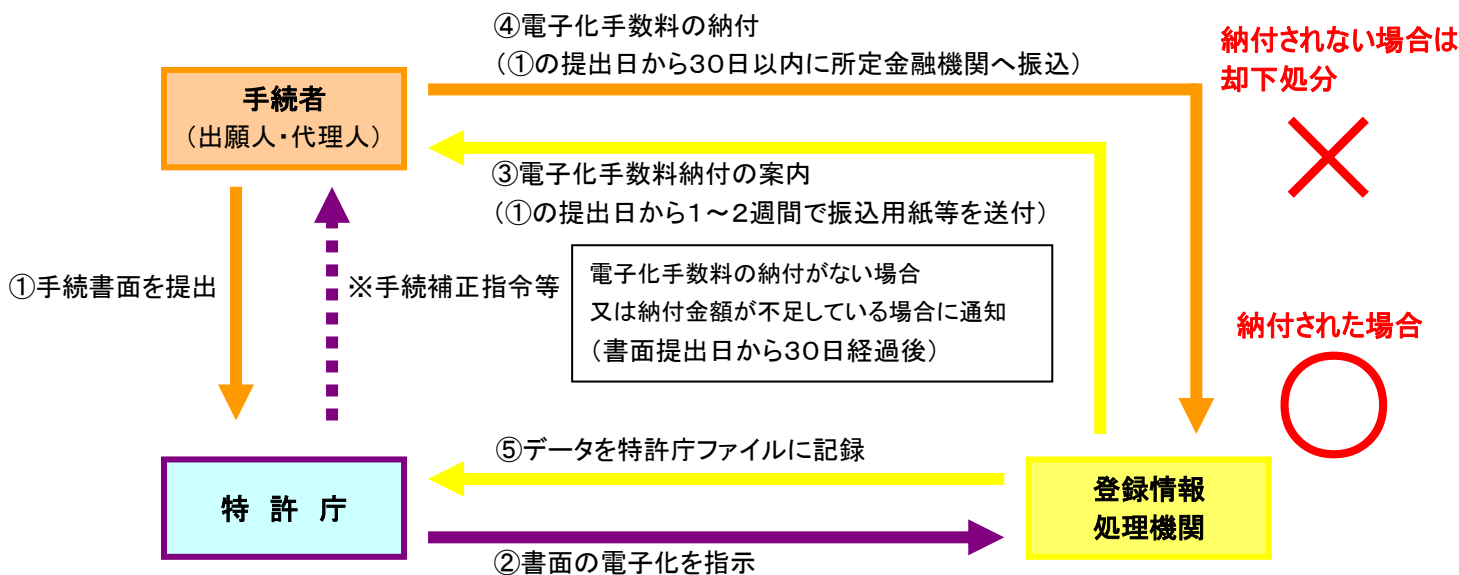 ④電子化手数料の納付
（①の提出日から３０日以内に所定金融機関へ振込）
納付されない場合は
却下処分
手続者
（出願人・代理人）
③電子化手数料納付の案内
（①の提出日から１～２週間で振込用紙等を送付）
①手続書面を提出
※手続補正指令等
電子化手数料の納付がない場合
又は納付金額が不足している場合に通知
（書面提出日から３０日経過後）
納付された場合
⑤データを特許庁ファイルに記録
特　許　庁
登録情報
処理機関
②書面の電子化を指示